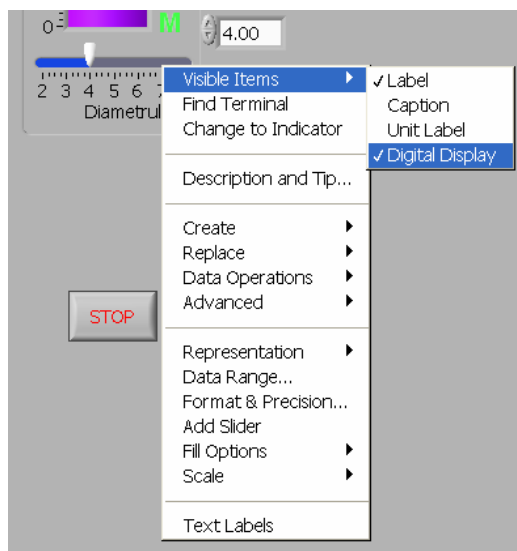 0 M 4.00
2 3 4 5 6
Diametrul
Visible Items
Find Terminal
Change to Indicator
Description and Tip...
Create
Replace
Data Operations
Advanced
Representation
Data Range...
Format & Precision...
Add Slider
Fill Options
Scale
Text Labels
✓ Label
Caption
Unit Label
✓ Digital Display
STOP